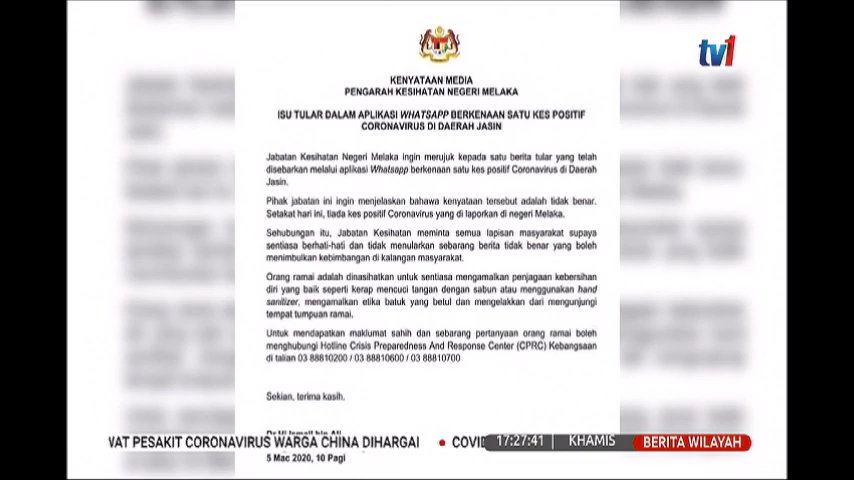 tv1
KENYATAAN MEDIA
PENGARAH KESIHATAN NEGERI MELAKA
ISU TULAR DALAM APLIKASI WHATSAPP BERKENAAN SATU KES POSITIF
CORONAVIRUS DI DAERAH JASIN
Jabatan Kesihatan Negeri Melaka ingin merujuk kepada satu berita tular yang telah
disebarkan melalui aplikasi Whatsapp berkenaan satu kes positif Coronavirus di Daerah
Jasin.
Pihak jabatan ini ingin menjelaskan bahawa kenyataan tersebut adalah tidak benar.
Setakat hari ini, tiada kes positif Coronavirus yang di laporkan di negeri Melaka.
Sehubungan itu, Jabatan Kesihatan meminta semua lapisan masyarakat supaya
sentiasa berhati-hati dan tidak menularkan sebarang berita tidak benar yang boleh
menimbulkan kebimbangan di kalangan masyarakat.
Orang ramai adalah dinasihatkan untuk sentiasa mengamalkan penjagaan kebersihan
diri yang baik seperti kerap mencuci tangan dengan sabun atau menggunakan hand
sanitizer, mengamalkan etika batuk yang betul dan mengelakkan dari mengunjungi
tempat tumpuan ramai.
Untuk mendapatkan maklumat sahih dan sebarang pertanyaan orang ramai boleh
menghubungi Hotline Crisis Preparedness And Response Center (CPRC) Kebangsaan
di talian 03 88810200 / 03 88810600 / 03 88810700
Sekian, terima kasih.
WAT PESAKIT CORONAVIRUS WARGA CHINA DIHARGAI • COVID 17:27:41 KHAMIS BERITA WILAYAH
5 Mac 2020, 10 Pagi